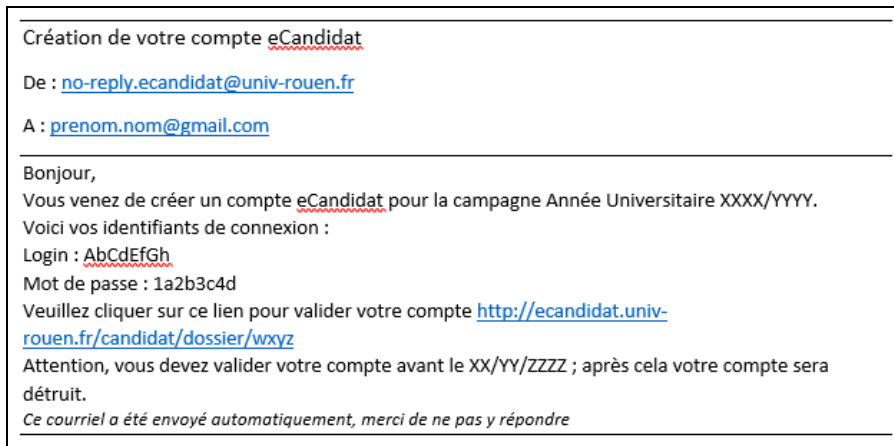 Création de votre compte eCandidat
De : no-reply.ecandidat@univ-rouen.fr
A : prenom.nom@gmail.com
Bonjour,
Vous venez de créer un compte eCandidat pour la campagne Année Universitaire XXXX/YYYY.
Voici vos identifiants de connexion :
Login : AbCdEfGh
Mot de passe : 1a2b3c4d
Veuillez cliquer sur ce lien pour valider votre compte http://ecandidat.univ-
rouen.fr/candidat/dossier/wxyz
Attention, vous devez valider votre compte avant le XX/YY/ZZZZ ; après cela votre compte sera
détruit.
Ce courriel a été envoyé automatiquement, merci de ne pas y répondre